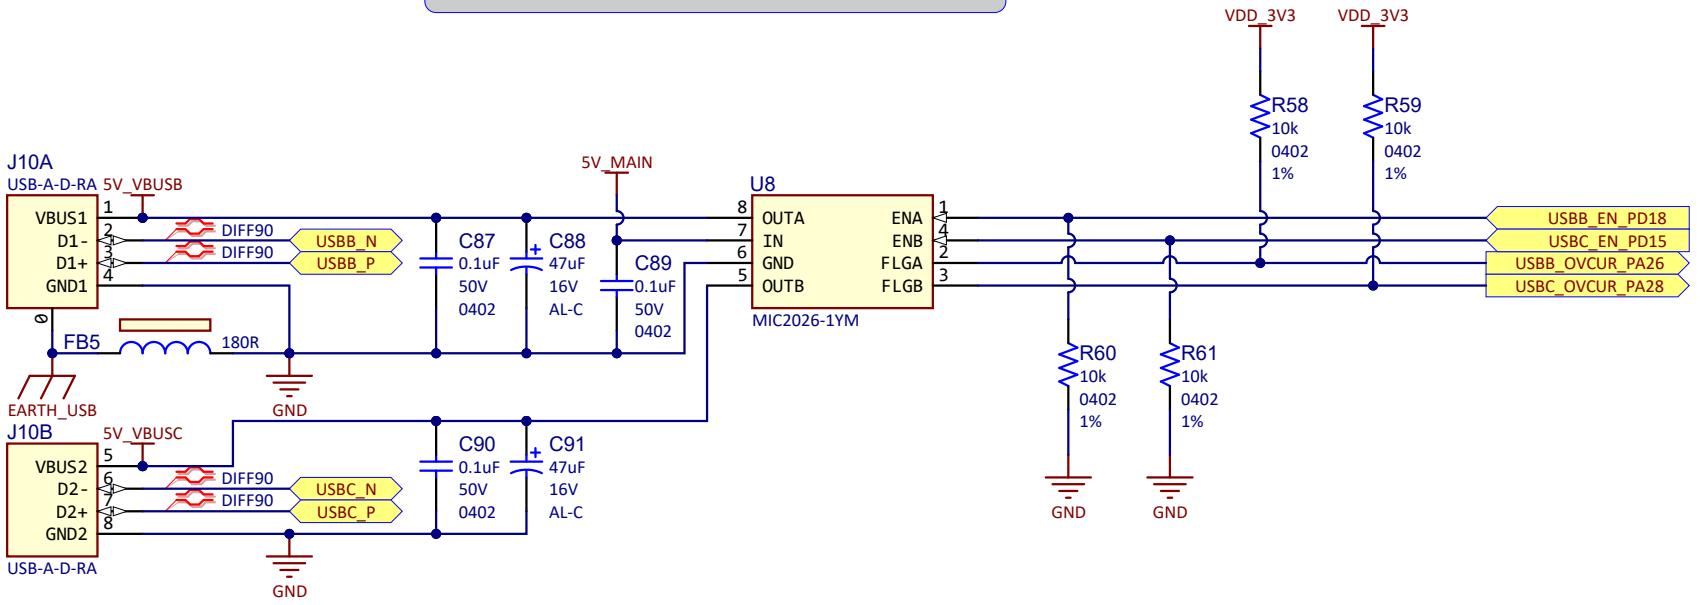 VDD_3V3
VDD_3V3
R58
10k
0402
1%
R59
10k
0402
1%
J10A
USB-A-D-RA
5V_VBUSB
VBUS1
D1-
D1+
GND1
1
2
3
4
0
DIFF90
DIFF90
USBB_N
USBB_P
FB5
180R
EARTH_USB
GND
C87
0.1uF
50V
0402
C88
47uF
16V
AL-C
5V_MAIN
C89
0.1uF
50V
0402
U8
8
7
6
5
OUTA
IN
GND
OUTB
ENA
ENB
FLGA
FLGB
1
4
2
3
MIC2026-1YM
USBB_EN_PD18
USBC_EN_PD15
USBB_OVCUR_PA26
USBC_OVCUR_PA28
R60
10k
0402
1%
GND
R61
10k
0402
1%
GND
J10B
5V_VBUSC
VBUS2
D2-
D2+
GND2
5
6
7
8
USB-A-D-RA
DIFF90
DIFF90
USBC_N
USBC_P
GND
C90
0.1uF
50V
0402
C91
47uF
16V
AL-C